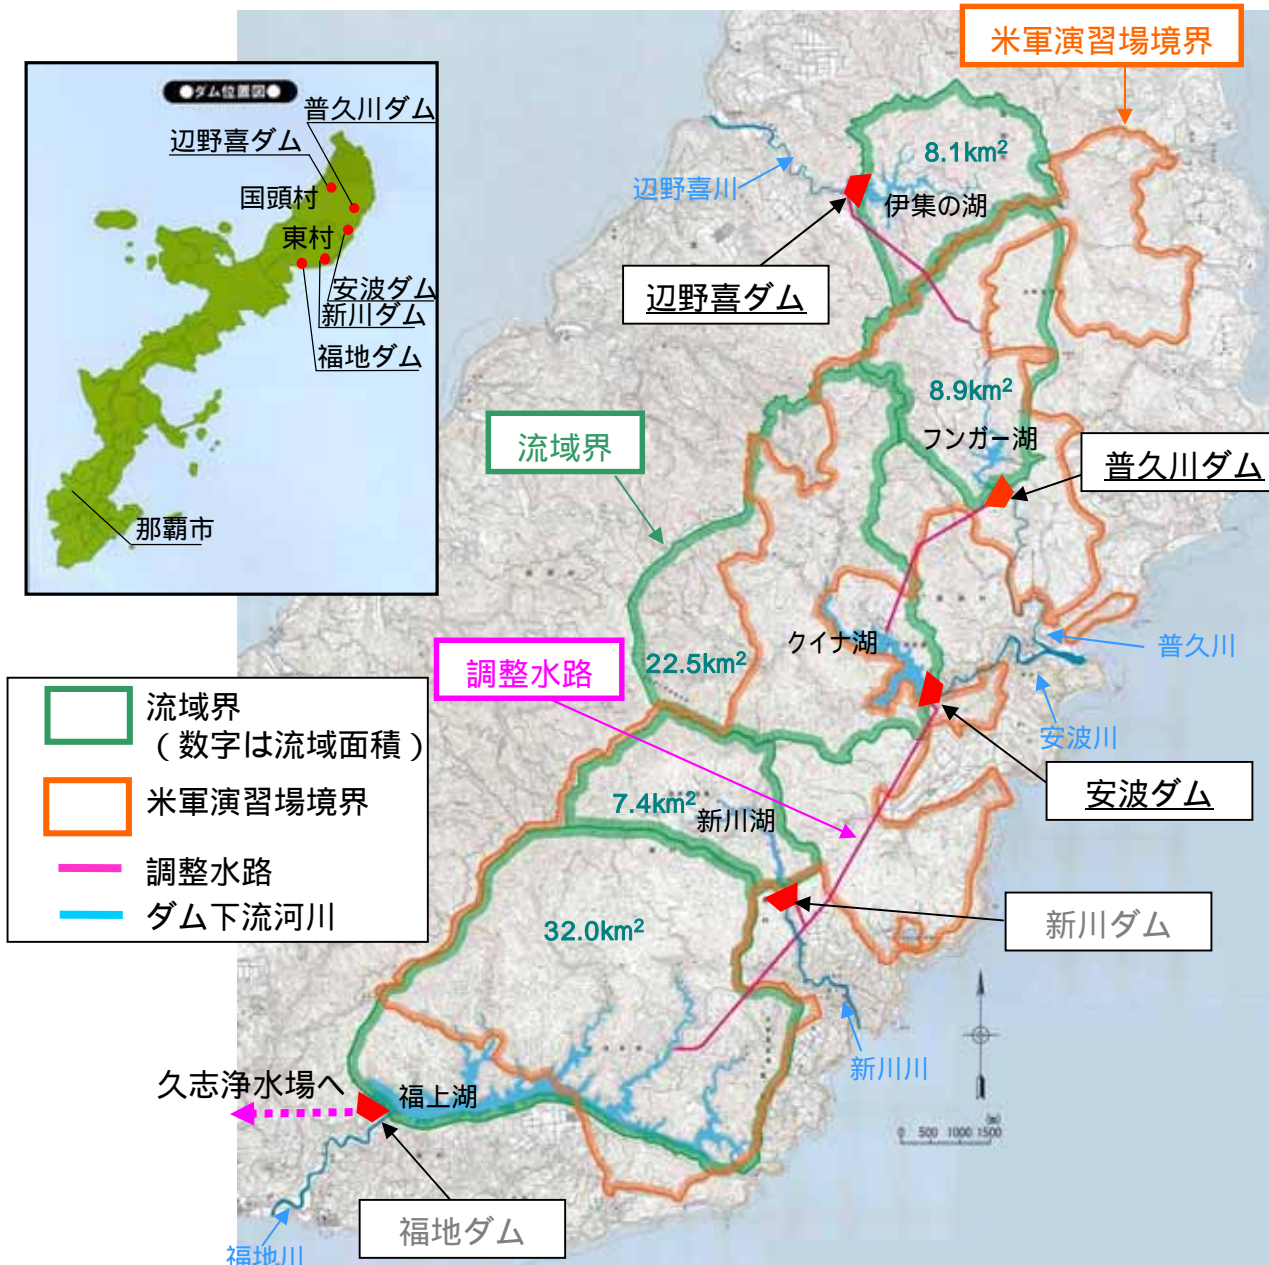 米軍演習場境界
●ダム位置図●
普久川ダム
辺野喜ダム
国頭村
東村
安波ダム
新川ダム
福地ダム
那覇市
8.1km²
辺野喜川
伊集の湖
辺野喜ダム
8.9km²
フンガー湖
流域界
普久川ダム
クイナ湖
普久川
22.5km²
調整水路
安波川
流域界
（数字は流域面積）
米軍演習場境界
調整水路
ダム下流河川
安波ダム
7.4km²
新川湖
32.0km²
新川ダム
新川川
久志浄水場へ
福上湖
(m)
0 500 1000 1500
福地ダム
福地川